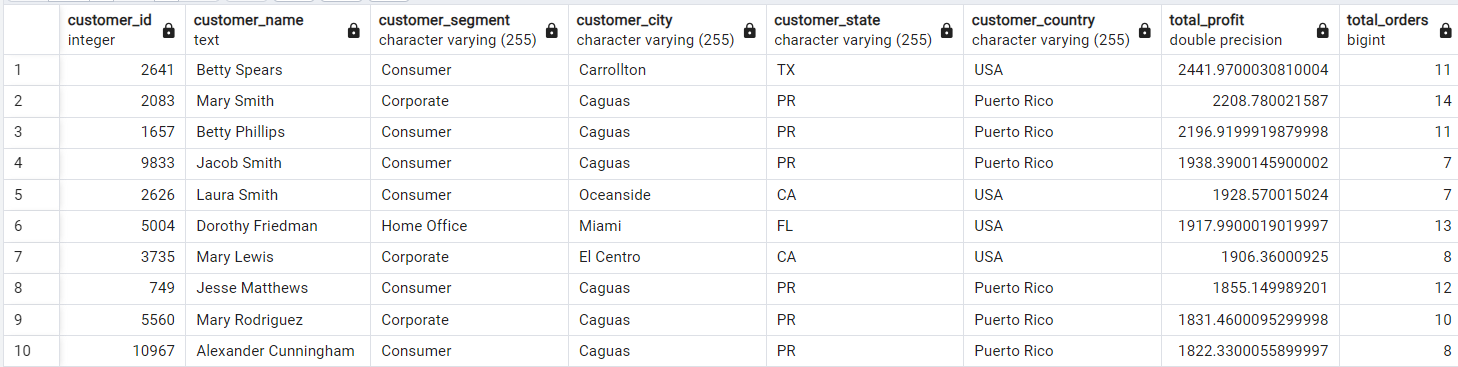 customer_id customer_name customer_segment customer_city customer_state customer_country total_profit total_orders
integer text character varying (255) character varying (255) character varying (255) character varying (255) double precision bigint
1 2641 Betty Spears Consumer Carrollton TX USA 2441.9700030810004 11
2 2083 Mary Smith Corporate Caguas PR Puerto Rico 2208.780021587 14
3 1657 Betty Phillips Consumer Caguas PR Puerto Rico 2196.9199919879998 11
4 9833 Jacob Smith Consumer Caguas PR Puerto Rico 1938.3900145900002 7
5 2626 Laura Smith Consumer Oceanside CA USA 1928.570015024 7
6 5004 Dorothy Friedman Home Office Miami FL USA 1917.9900019019997 13
7 3735 Mary Lewis Corporate El Centro CA USA 1906.36000925 8
8 749 Jesse Matthews Consumer Caguas PR Puerto Rico 1855.149989201 12
9 5560 Mary Rodriguez Corporate Caguas PR Puerto Rico 1831.4600095299998 10
10 10967 Alexander Cunningham Consumer Caguas PR Puerto Rico 1822.3300055899997 8